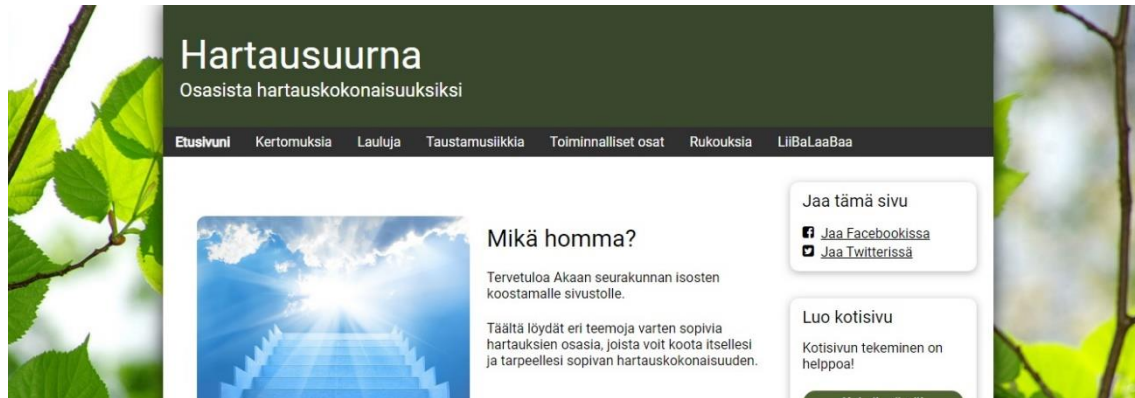 Hartausuurna
Osasista hartauskokonaisuuksiksi
Etusivuni Kertomuksia Lauluja Taustamusiikkia Toiminnalliset osat Rukouksia LiiBaLaaBaa
Mikä homma?
Tervetuloa Akaan seurakunnan isosten
koostamalle sivustolle.
Täältä löydät eri teemoja varten sopivia
hartauksien osasia, joista voit koota itsellesi
ja tarpeellesi sopivan hartauskokonaisuuden.
Jaa tämä sivu
Jaa Facebookissa
Jaa Twitterissä
Luo kotisivu
Kotisivun tekeminen on
helppoa!